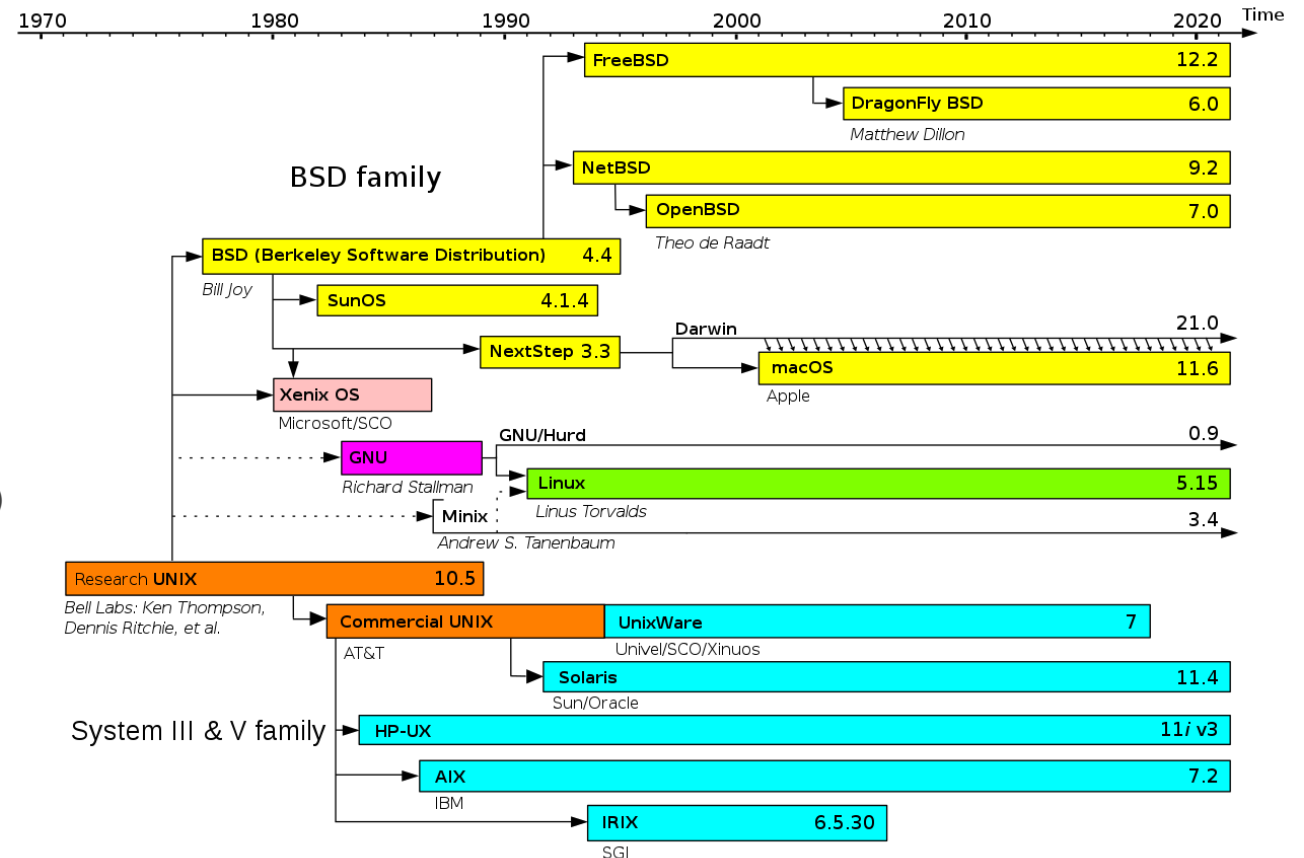 1970 1980 1990 2000 2010 2020 Time
FreeBSD 12.2
DragonFly BSD 6.0
Matthew Dillon
BSD family
NetBSD 9.2
OpenBSD 7.0
Theo de Raadt
BSD (Berkeley Software Distribution) 4.4
Bill Joy
SunOS 4.1.4
Darwin 21.0
NextStep 3.3
macOS 11.6
Apple
Xenix OS
Microsoft/SCO
GNU/Hurd 0.9
GNU
Richard Stallman
Linux 5.15
Linus Torvalds
Minix 3.4
Andrew S. Tanenbaum
)
Research UNIX 10.5
Bell Labs: Ken Thompson,
Dennis Ritchie, et al.
Commercial UNIX
AT&T
UnixWare 7
Univel/SCO/Xinuos
Solaris 11.4
Sun/Oracle
System III & V family
HP-UX 11i v3
AIX 7.2
IBM
IRIX 6.5.30
SGI